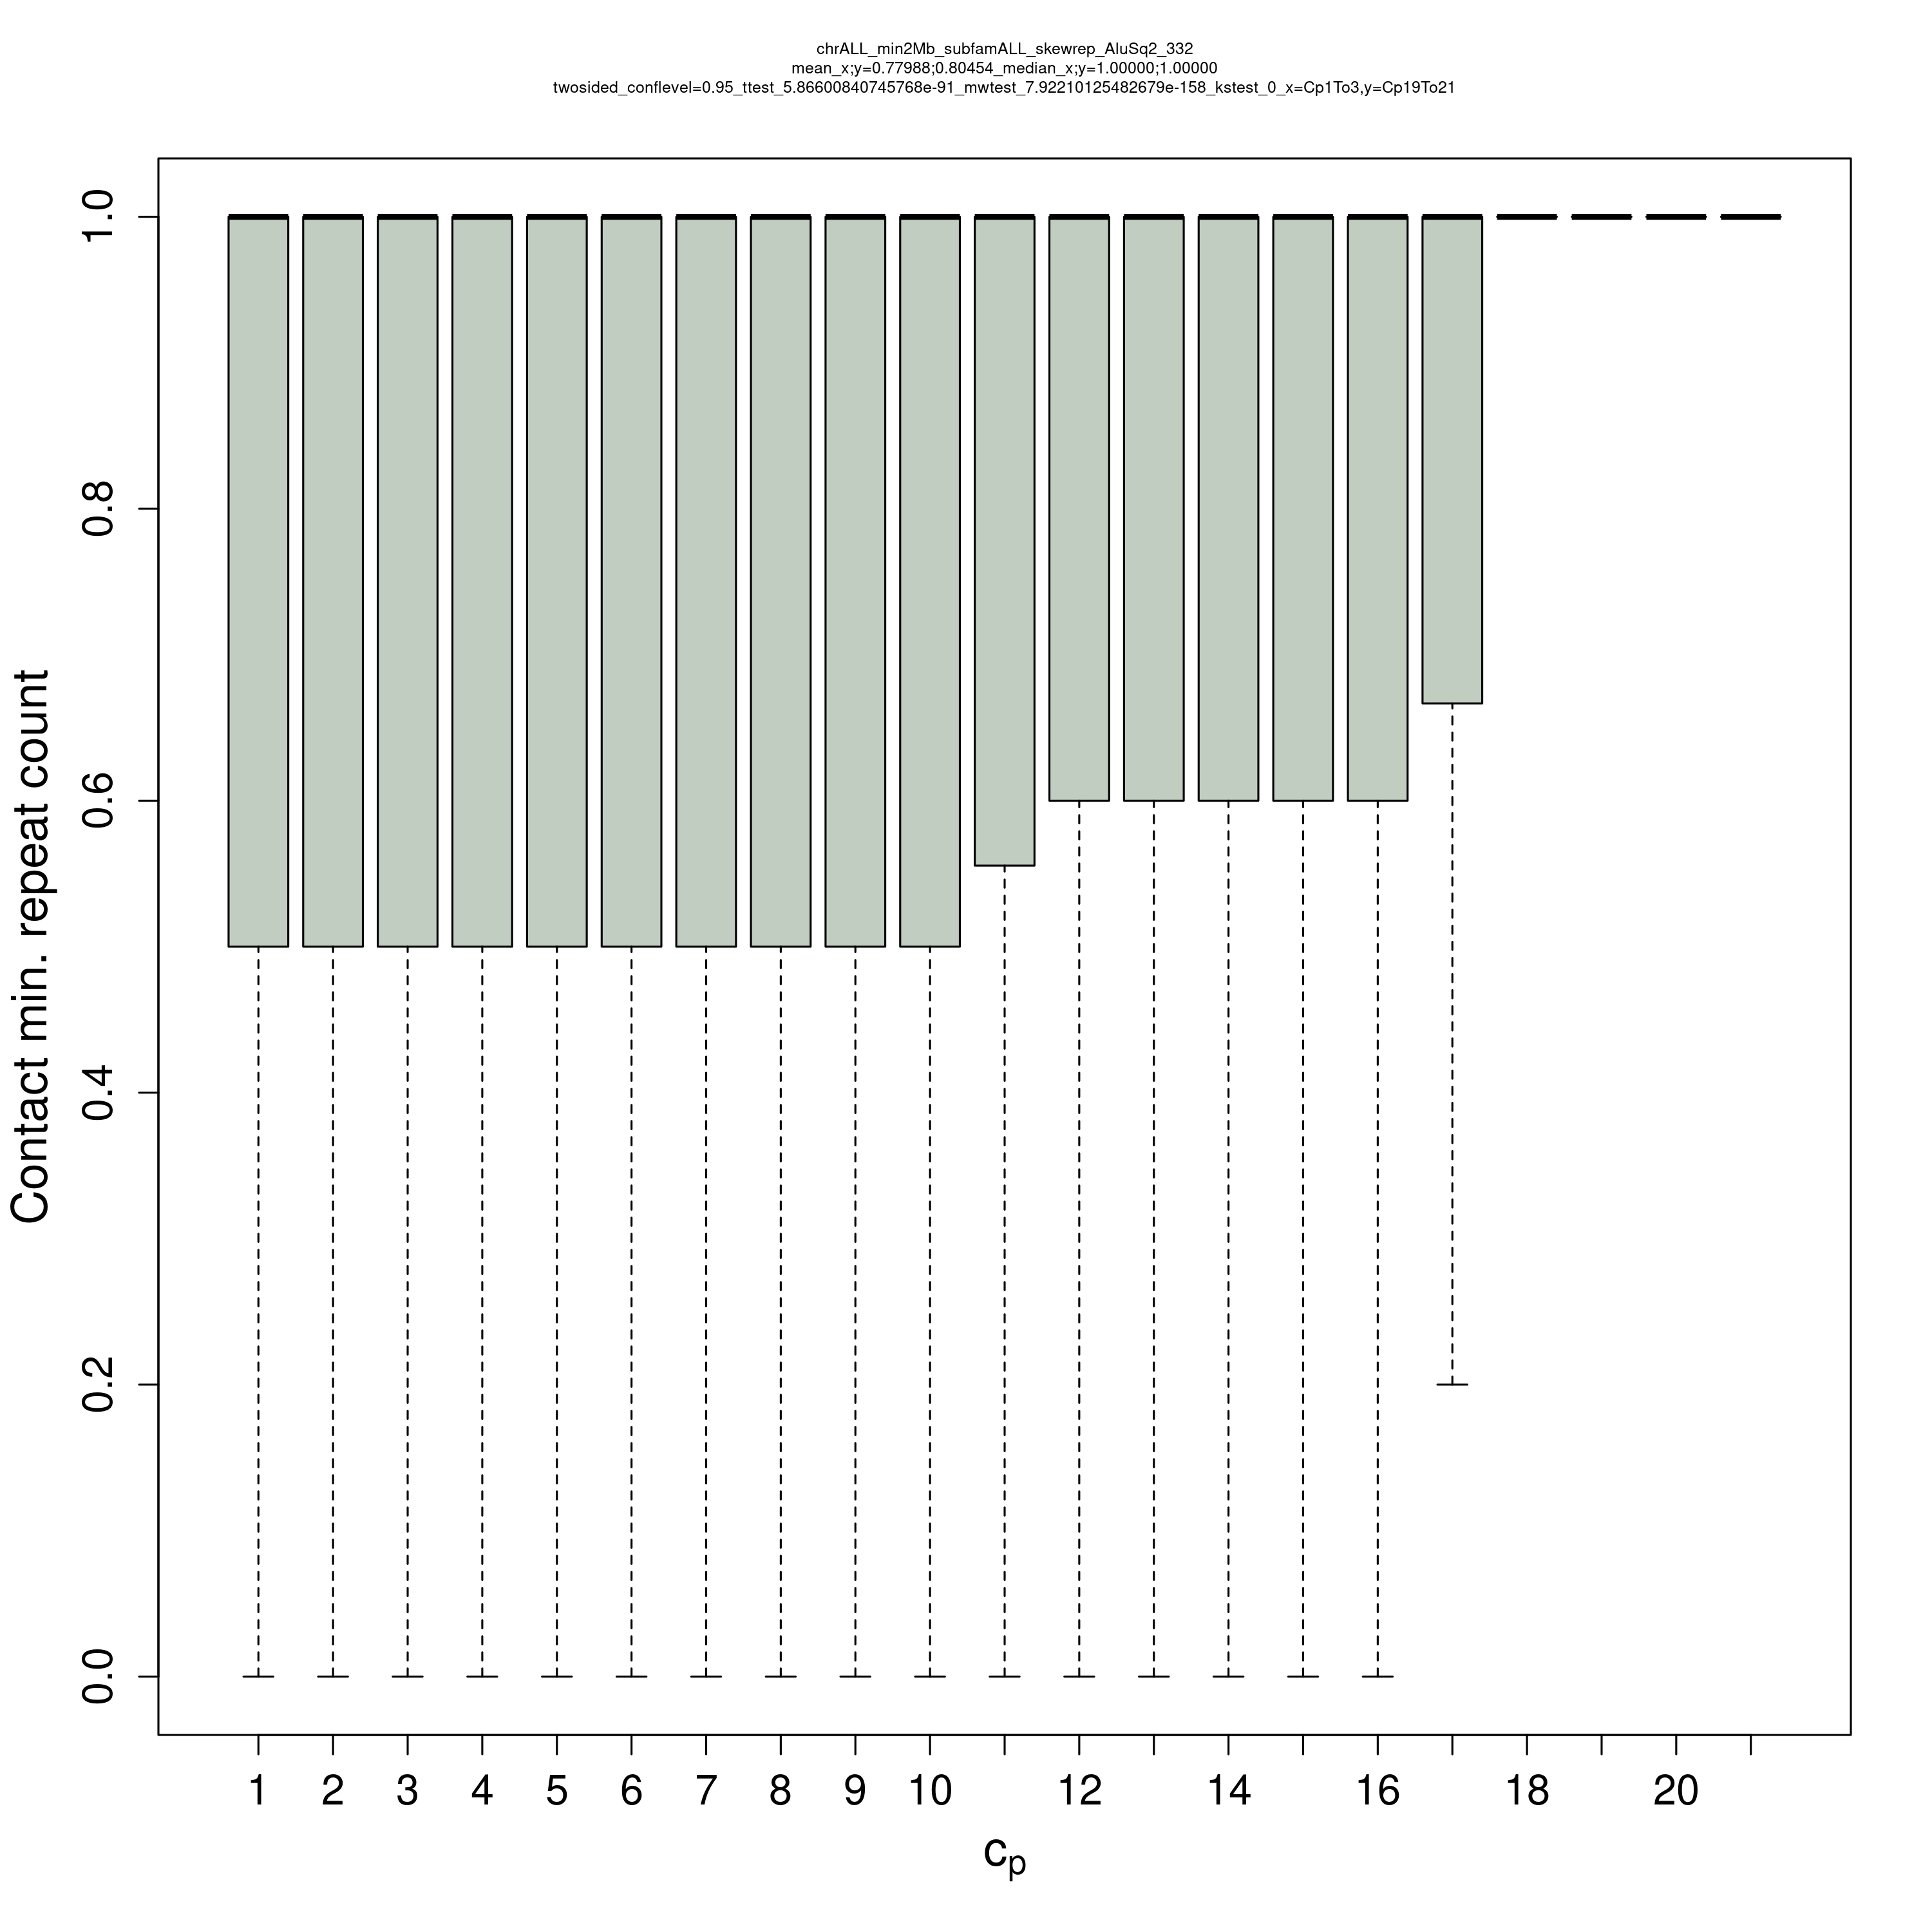 chrALL_min2Mb_subfamALL_skewrep_AluSq2_332
mean_x;y=0.77988;0.80454_median_x;y=1.00000;1.00000
twosided_conflevel=0.95_ttest_5.86600840745768e-91_mwtest_7.92210125482679e-158_kstest_0_x=Cp1To3,y=Cp19To21
Contact min. repeat count
1.0
0.8
0.6
0.4
0.2
0.0
1 2 3 4 5 6 7 8 9 10 12 14 16 18 20
cp